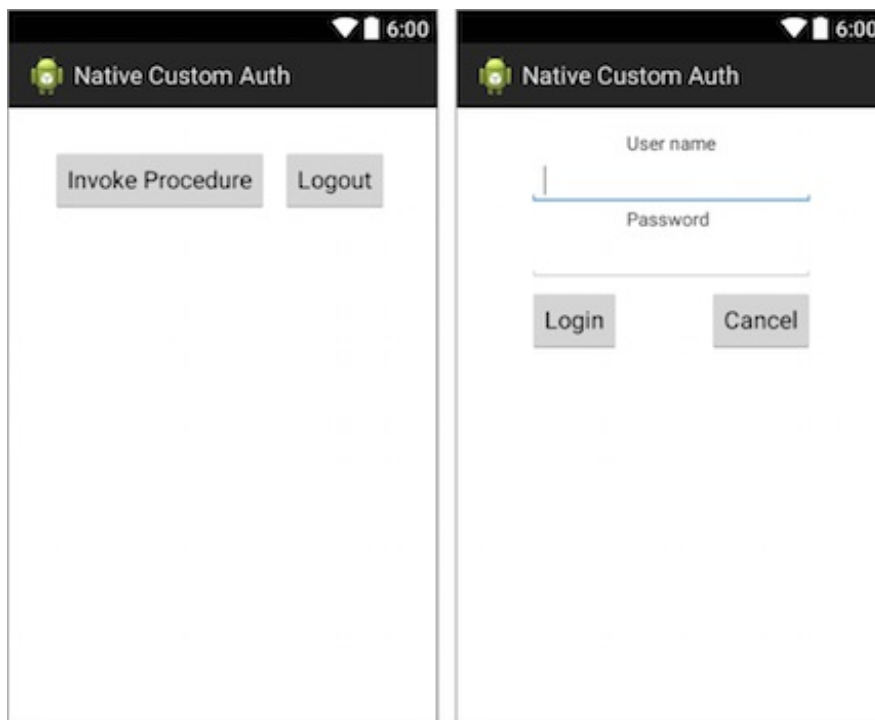 6:00
Native Custom Auth
Invoke Procedure Logout
6:00
Native Custom Auth
User name
Password
Login Cancel